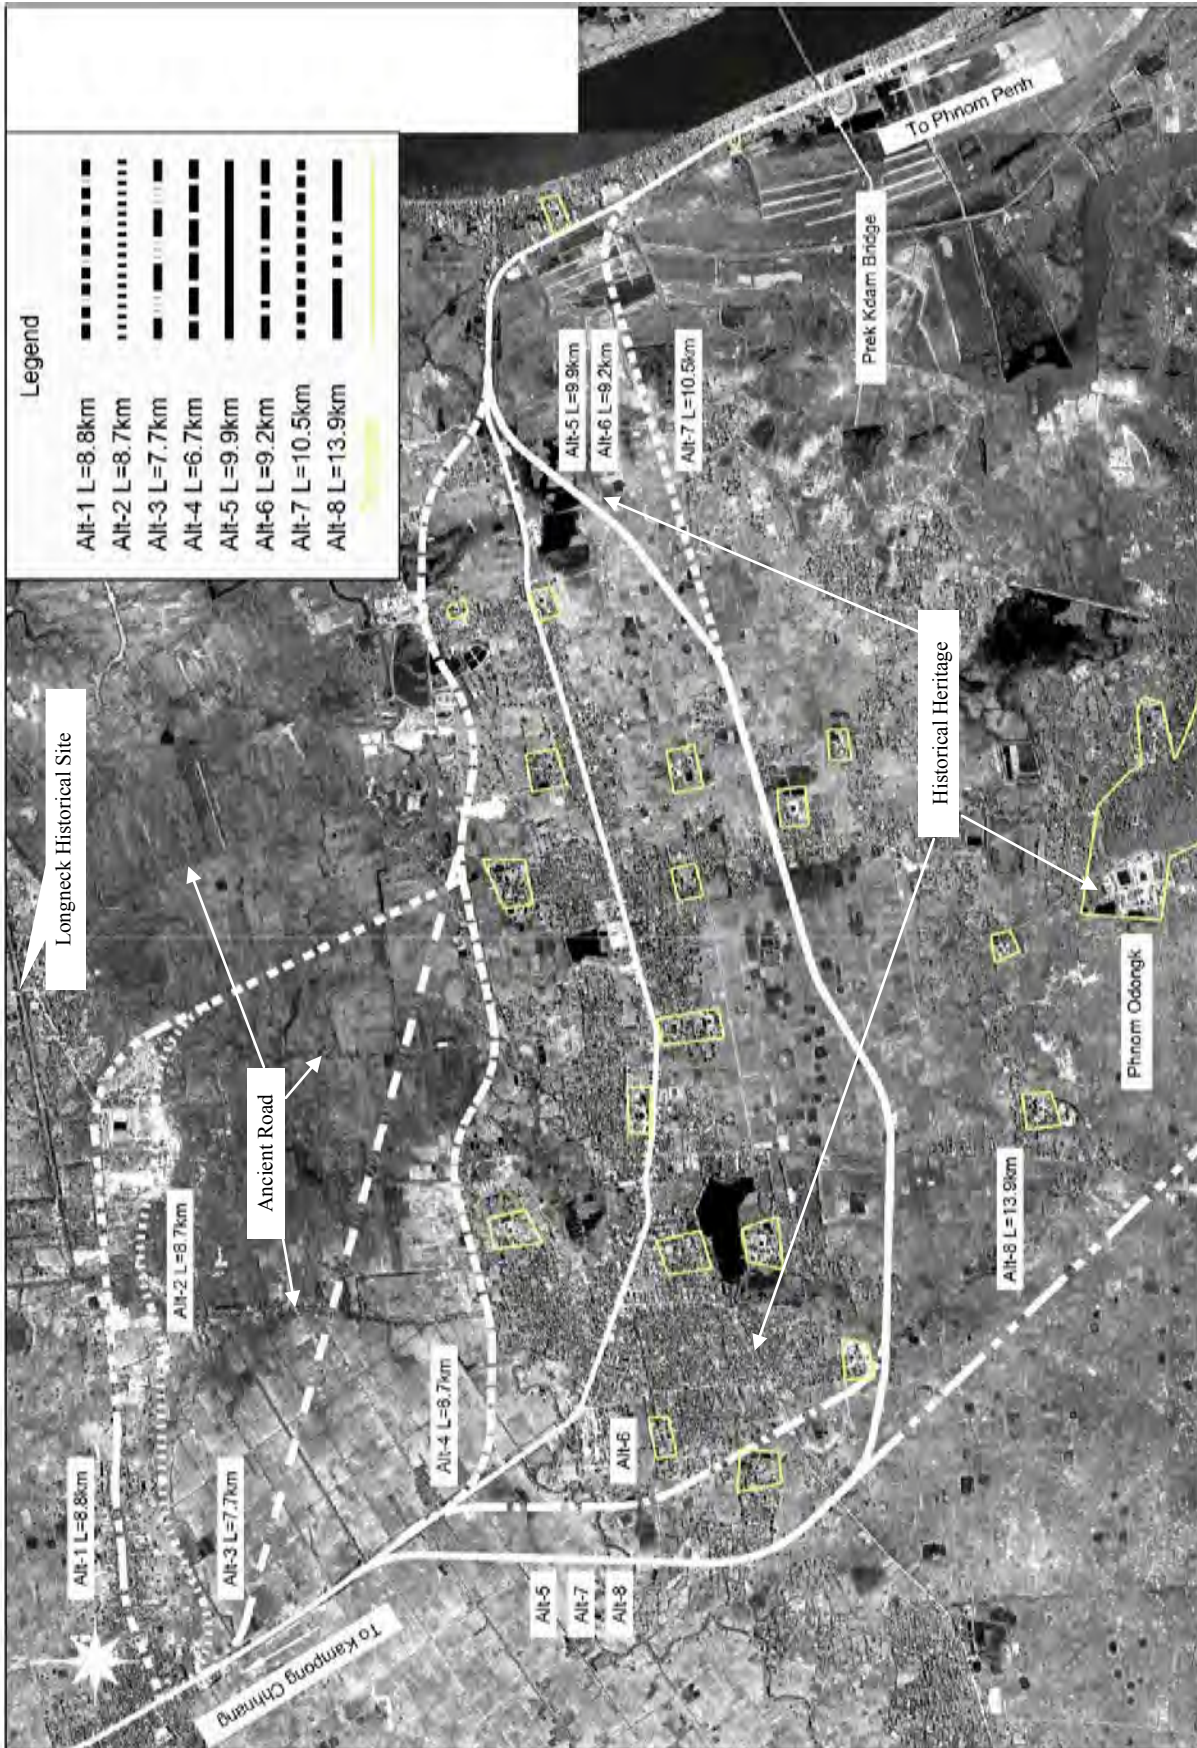 Legend
Alt-1 L=8.8km
Alt-2 L=8.7km
Alt-3 L=7.7km
Alt-4 L=6.7km
Alt-5 L=9.9km
Alt-6 L=9.2km
Alt-7 L=10.5km
Alt-8 L=13.9km
To Phnom Penh
Prek Kdam Bridge
Alt-5 L=9.9km
Alt-6 L=9.2km
Alt-7 L=10.5km
Longneck Historical Site
Historical Heritage
Ancient Road
Phnom Odongk
Alt-8 L=13.9km
Alt-2 L=8.7km
Alt-1 L=8.8km
Alt-3 L=7.7km
Alt-4 L=6.7km
Alt-6
Alt-5
Alt-7
Alt-8
To Kampong Chhnang